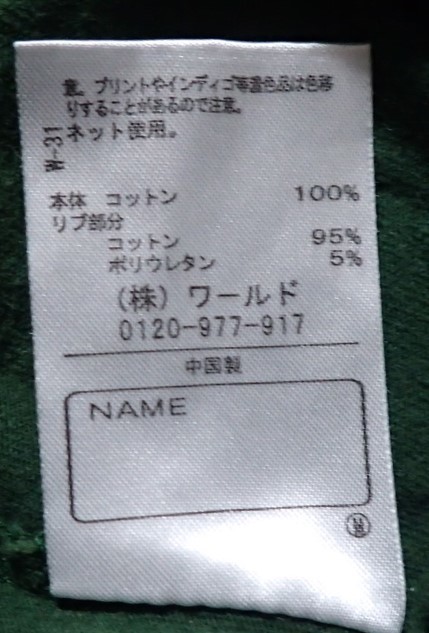 意。プリントやインディゴ等濃色品は色移
りすることがあるので注意。
ネット使用。
W-31
本体 コットン 100%
リブ部分
コットン 95%
ポリウレタン 5%
(株) ワールド
0120-977-917
中国製
NAME